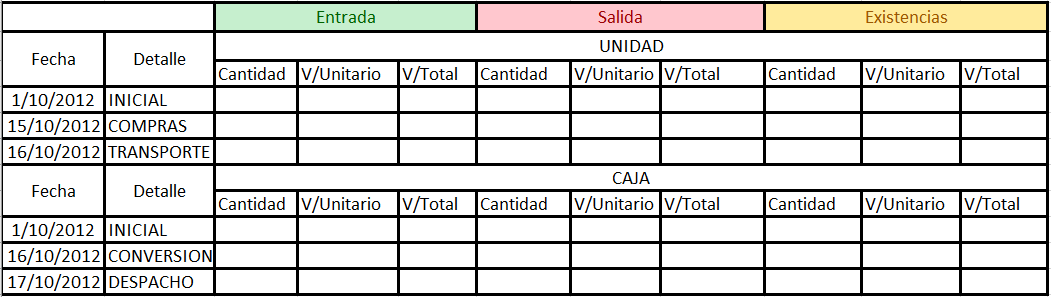 Entrada Salida Existencias
Fecha Detalle UNIDAD
Cantidad V/Unitario V/Total Cantidad V/Unitario V/Total Cantidad V/Unitario V/Total
1/10/2012 INICIAL
15/10/2012 COMPRAS
16/10/2012 TRANSPORTE
Fecha Detalle CAJA
Cantidad V/Unitario V/Total Cantidad V/Unitario V/Total Cantidad V/Unitario V/Total
1/10/2012 INICIAL
16/10/2012 CONVERSION
17/10/2012 DESPACHO